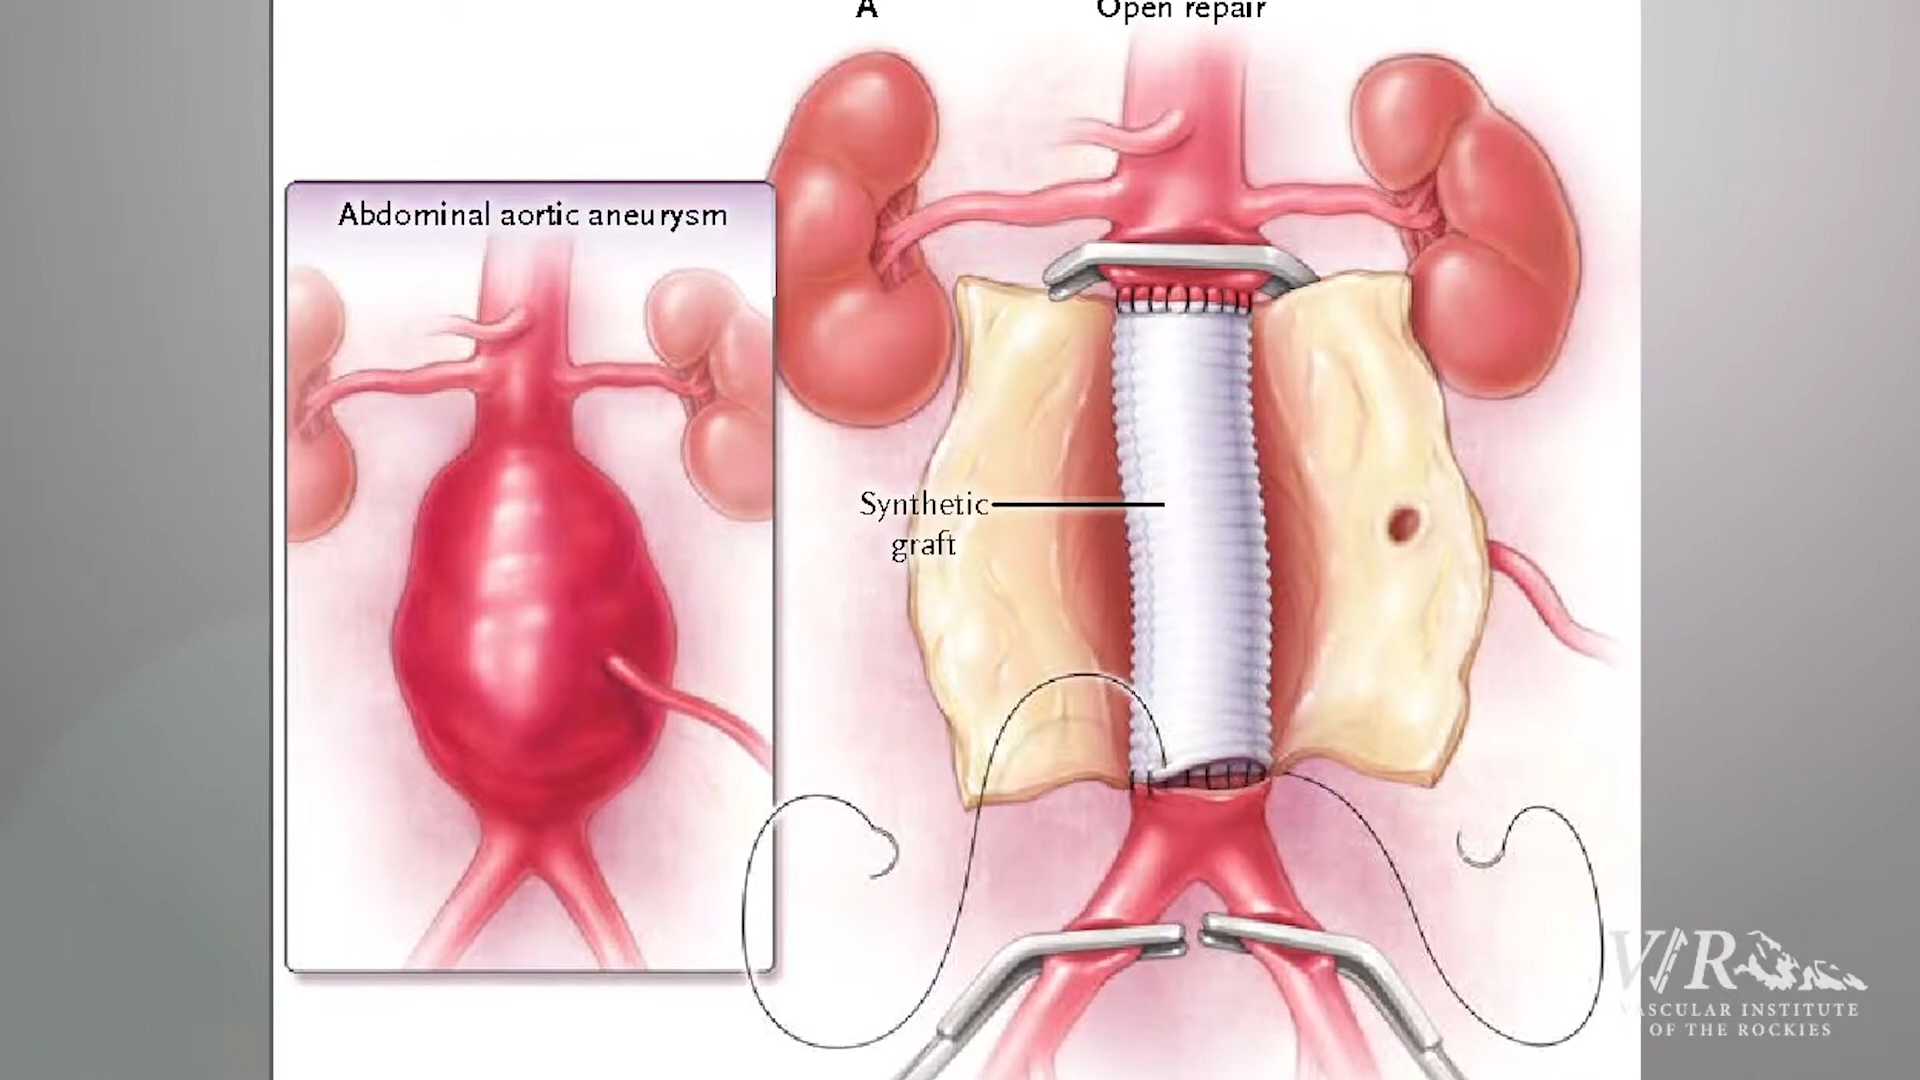 A
Open repair
Abdominal aortic aneurysm
Synthetic
graft
VIR
VASCULAR INSTITUTE
OF THE ROCKIES